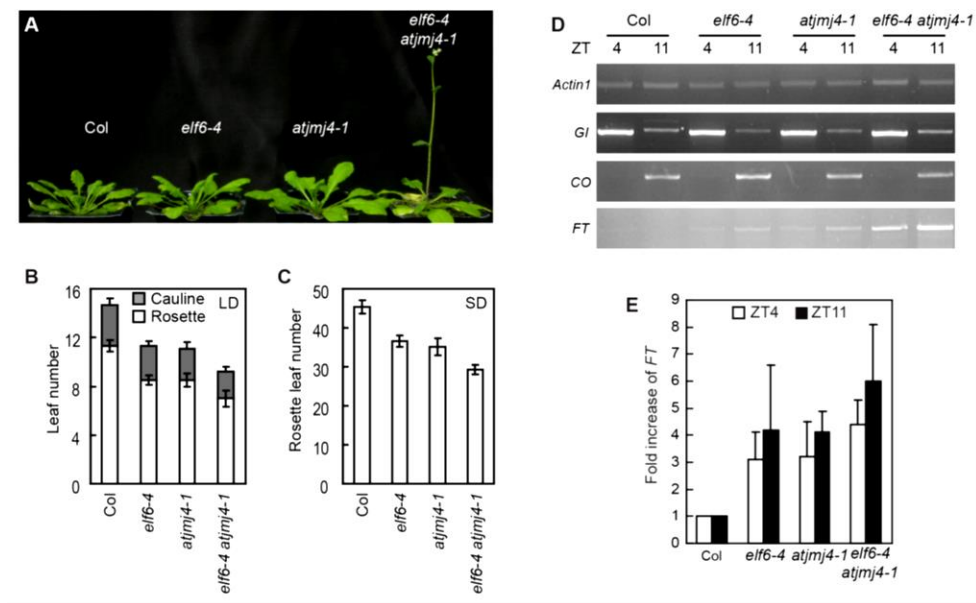 A
elf6-4
atjmj4-1
Col
elf6-4
atjmj4-1
B
16
12
8
4
0
Leaf number
Cauline
Rosette
LD
Col
elf6-4
atjmj4-1
elf6-4 atjmj4-1
C
50
40
30
20
10
0
Rosette leaf number
SD
Col
elf6-4
atjmj4-1
elf6-4 atjmj4-1
D
Col elf6-4 atjmj4-1 elf6-4 atjmj4-1
ZT 4 11 4 11 4 11 4 11
Actin1
GI
CO
FT
E
9
8
7
6
5
4
3
2
1
0
Fold increase of FT
ZT4 ZT11
Col elf6-4 atjmj4-1 elf6-4
atjmj4-1